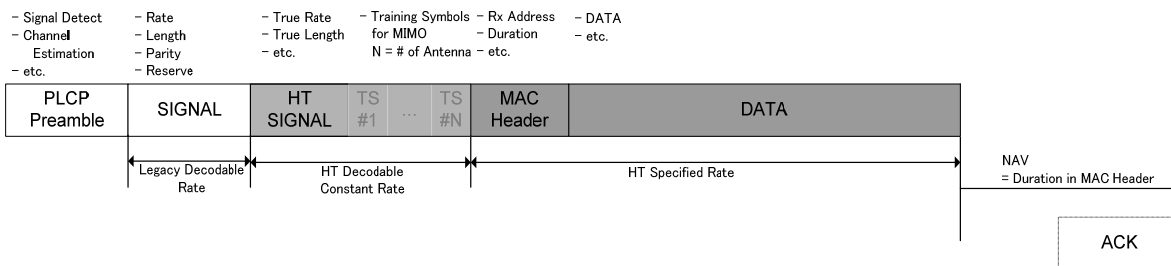 - Signal Detect
- Channel
Estimation
- etc.
- Rate
- Length
- Parity
- Reserve
- True Rate
- True Length
- etc.
- Training Symbols
for MIMO
N = # of Antenna
- Rx Address
- Duration
- etc.
- DATA
- etc.
PLCP
Preamble
SIGNAL
HT
SIGNAL
TS
#1
...
TS
#N
MAC
Header
DATA
Legacy Decodable
Rate
HT Decodable
Constant Rate
HT Specified Rate
NAV
= Duration in MAC Header
ACK